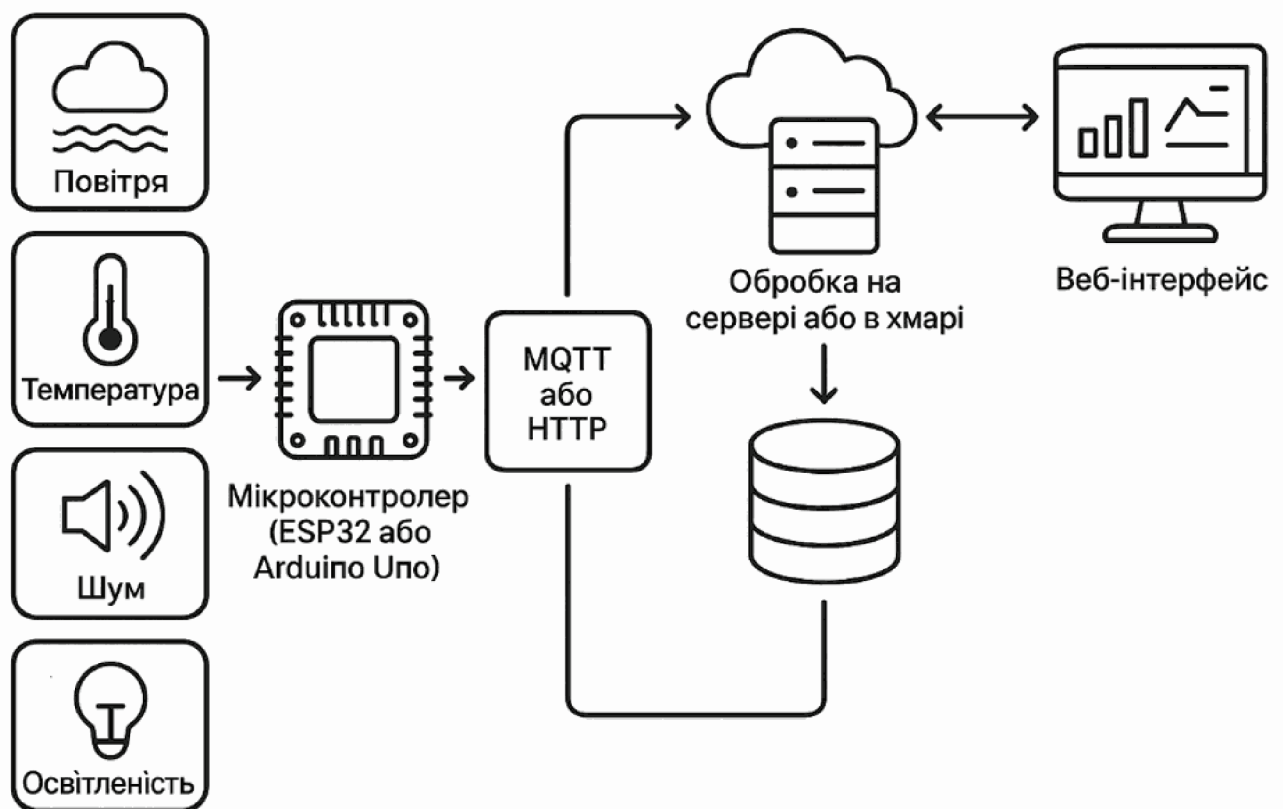 Повітря
Температура
Шум
Освітленість
Мікроконтролер
(ESP32 або
Arduino Uno)
MQTT
або
HTTP
Обробка на
сервері або в хмарі
Веб-інтерфейс